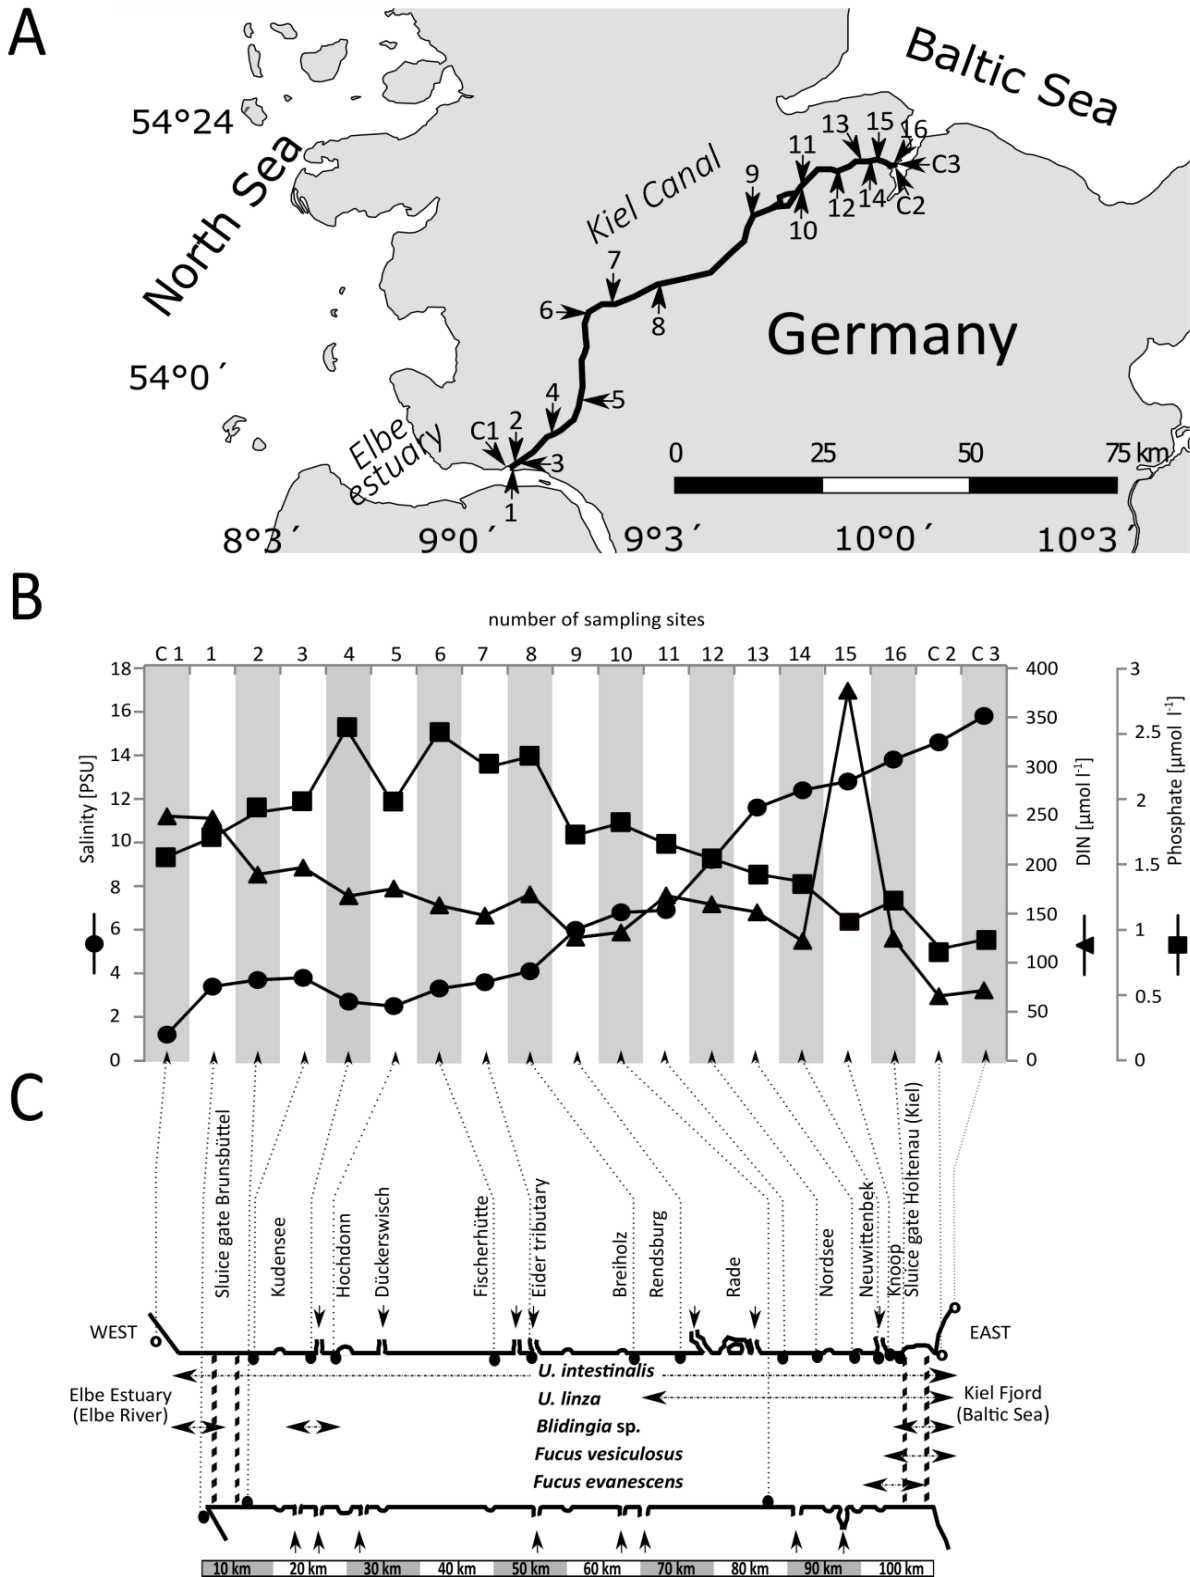 A
Baltic Sea
54°24
North Sea
Kiel Canal
13
15
16
11
C3
9
12
14
C2
10
7
6
8
Germany
54°0´
4
5
C1
2
3
1
Elbe
estuary
0
25
50
75 km
8°3´
9°0´
9°3´
10°0´
10°3´
B
number of sampling sites
C 1
1
2
3
4
5
6
7
8
9
10
11
12
13
14
15
16
C 2
C 3
Salinity [PSU]
18
16
14
12
10
8
6
4
2
0
400
350
300
250
200
150
100
50
0
DIN [µmol l⁻¹]
3
2.5
2
1.5
1
0.5
0
Phosphate [µmol l⁻¹]
C
Sluice gate Brunsbüttel
Kudensee
Hochdonn
Dückerswisch
Fischerhütte
Eider tributary
Breiholz
Rendsburg
Rade
Nordsee
Neuwittenbek
Knoop
Sluice gate Holtenau (Kiel)
WEST
EAST
Elbe Estuary
(Elbe River)
U. intestinalis
U. linza
Blidingia sp.
Fucus vesiculosus
Fucus evanescens
Kiel Fjord
(Baltic Sea)
10 km
20 km
30 km
40 km
50 km
60 km
70 km
80 km
90 km
100 km